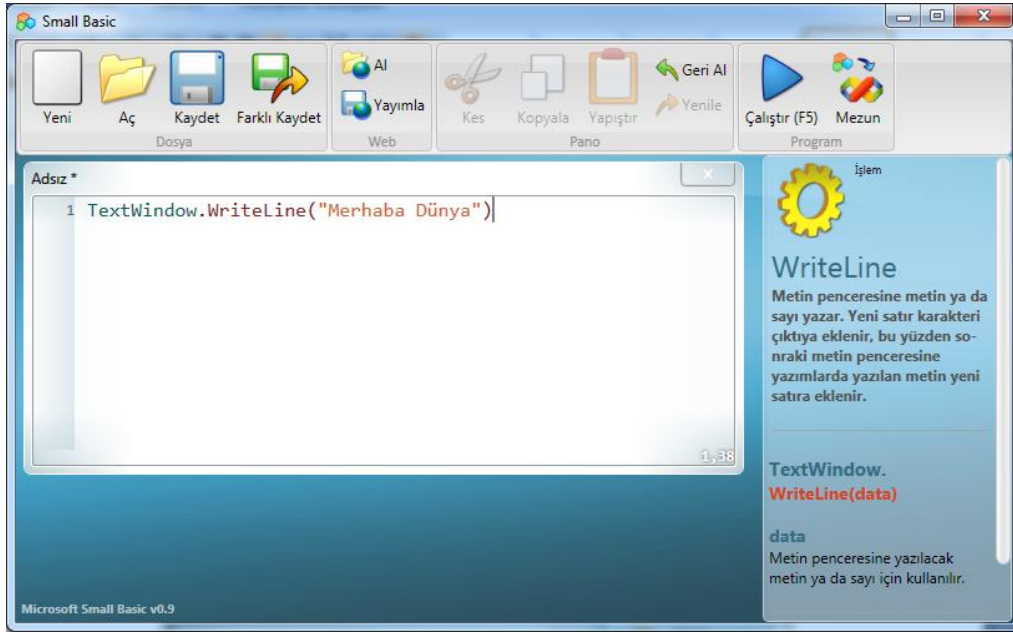 Small Basic
Yeni
Aç
Kaydet
Farklı Kaydet
Dosya
Al
Yayımla
Web
Kes
Kopyala
Yapıştır
Geri Al
Yenile
Pano
Çalıştır (F5)
Mezun
Program
Adsız *
1 TextWindow.WriteLine("Merhaba Dünya")
1,38
İşlem
WriteLine
Metin penceresine metin ya da
sayı yazar. Yeni satır karakteri
çıktıya eklenir, bu yüzden so-
nraki metin penceresine
yazımlarda yazılan metin yeni
satıra eklenir.
TextWindow.
WriteLine(data)
data
Metin penceresine yazılacak
metin ya da sayı için kullanılır.
Microsoft Small Basic v0.9